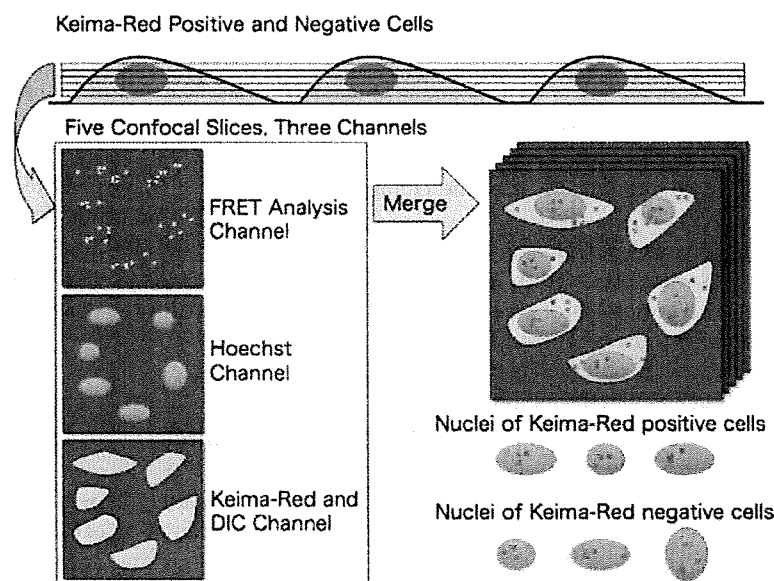 Keima-Red Positive and Negative Cells
Five Confocal Slices, Three Channels
FRET Analysis
Channel
Merge
Hoechst
Channel
Keima-Red and
DIC Channel
Nuclei of Keima-Red positive cells
Nuclei of Keima-Red negative cells